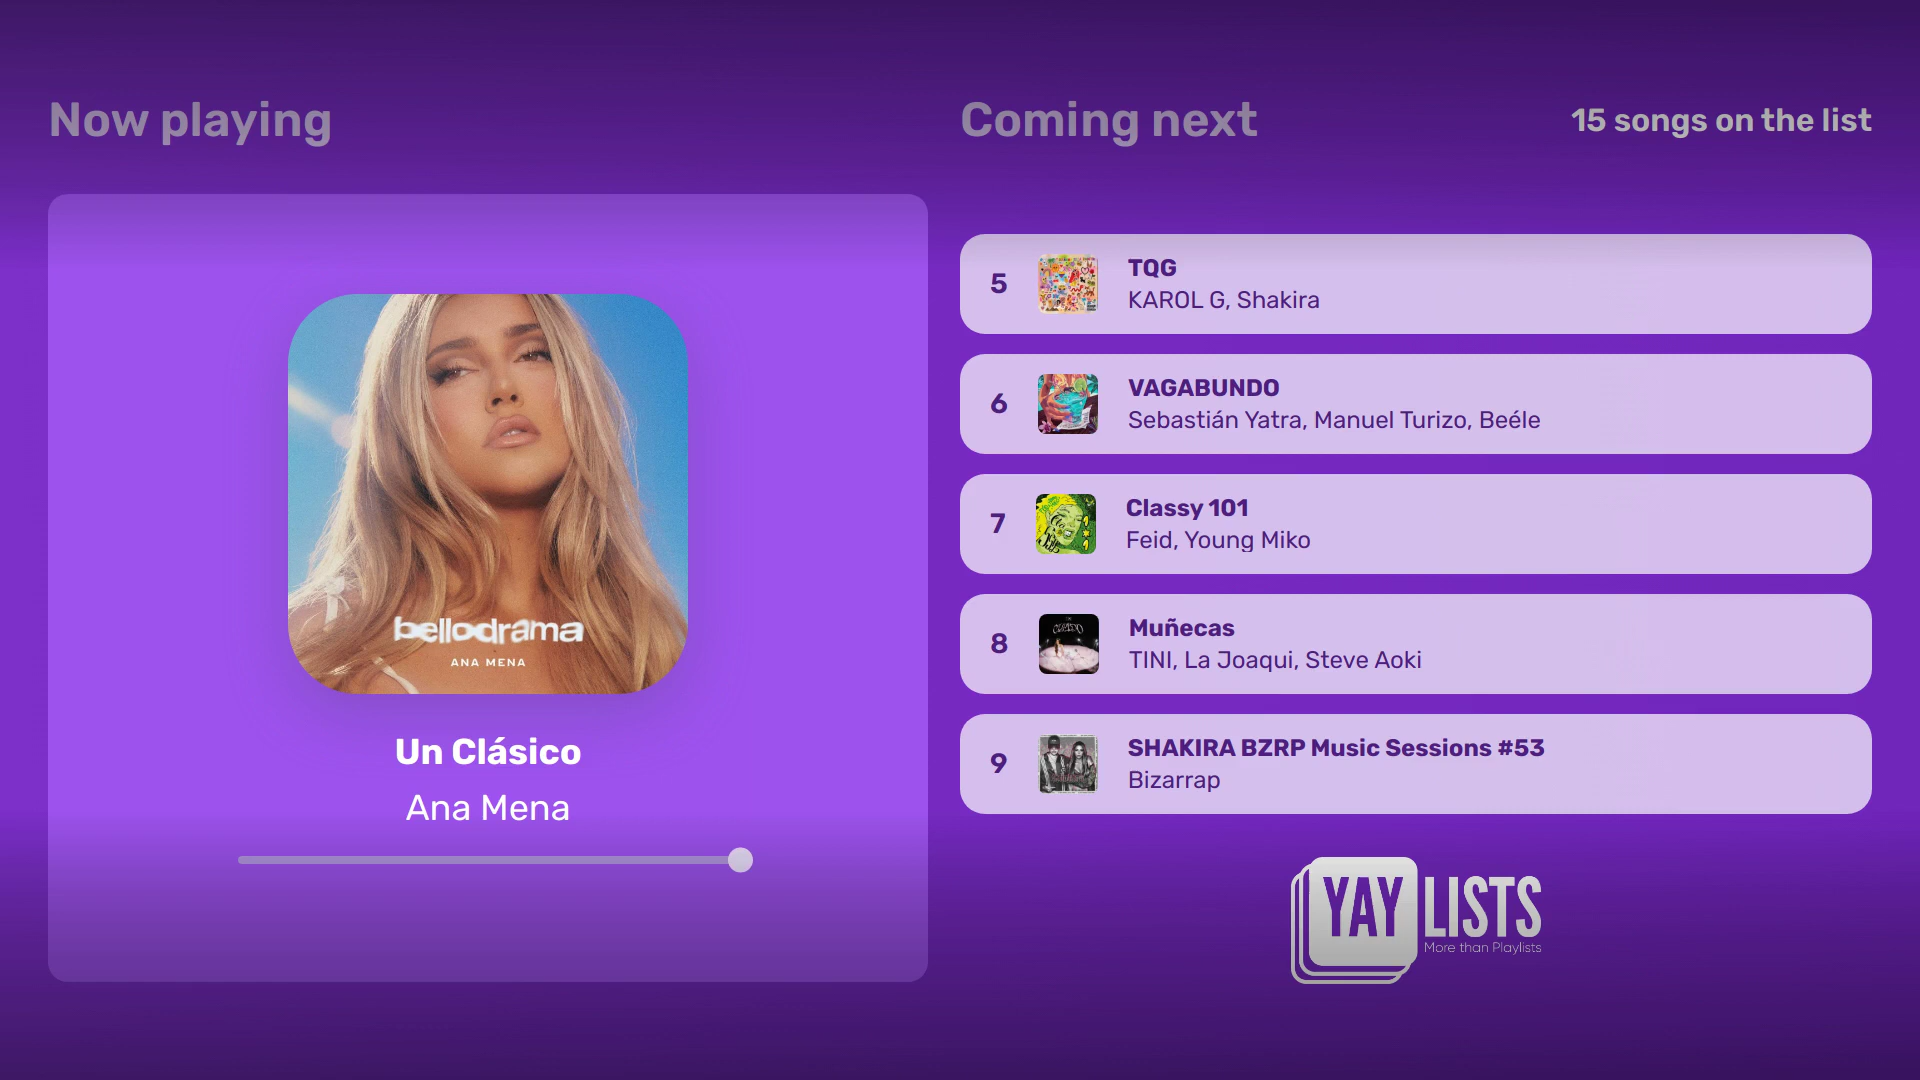 Now playing
bellodrama
ANA MENA
Un Clásico
Ana Mena
Coming next
15 songs on the list
5
TQG
KAROL G, Shakira
6
VAGABUNDO
Sebastián Yatra, Manuel Turizo, Beéle
7
Classy 101
Feid, Young Miko
8
Muñecas
TINI, La Joaqui, Steve Aoki
9
SHAKIRA BZRP Music Sessions #53
Bizarrap
YAY LISTS
More than Playlists